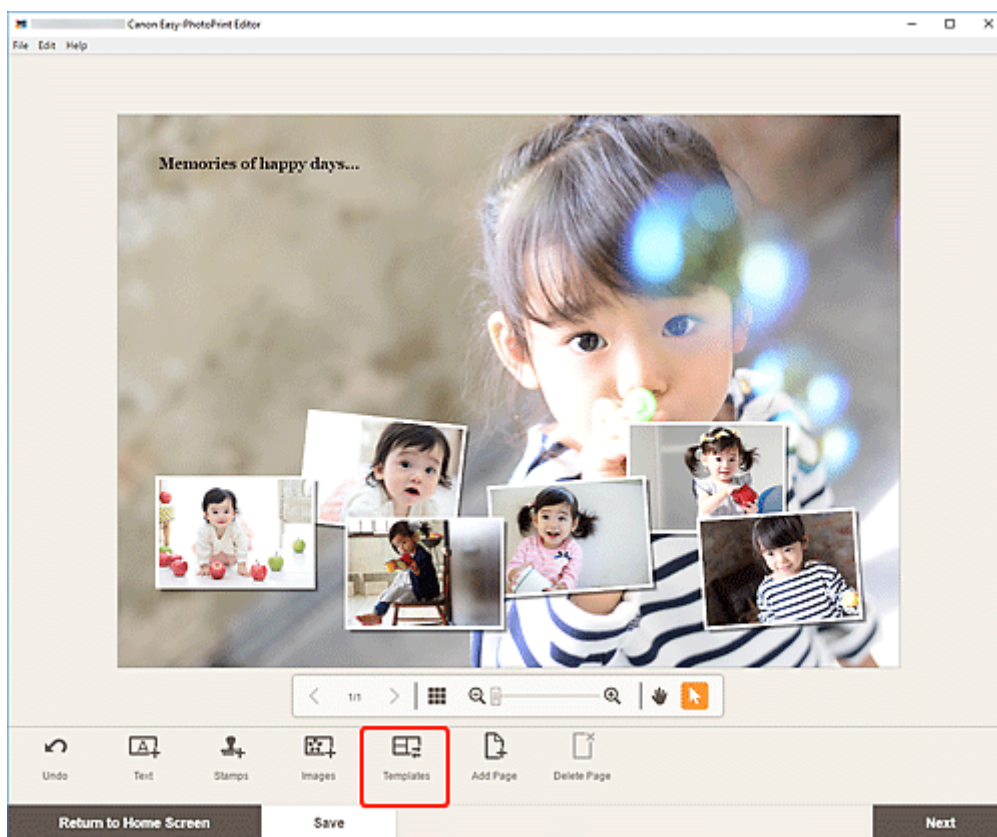 Canon Easy-PhotoPrint Editor
File Edit Help
Memories of happy days...
1/1
Undo Text Stamps Images Templates Add Page Delete Page
Return to Home Screen Save Next